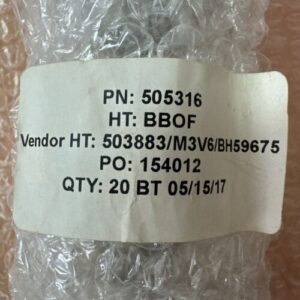 PN: 505316
HT: BBOF
Vendor HT: 503883/M3V6/BH59675
PO: 154012
QTY: 20 BT 05/15/17